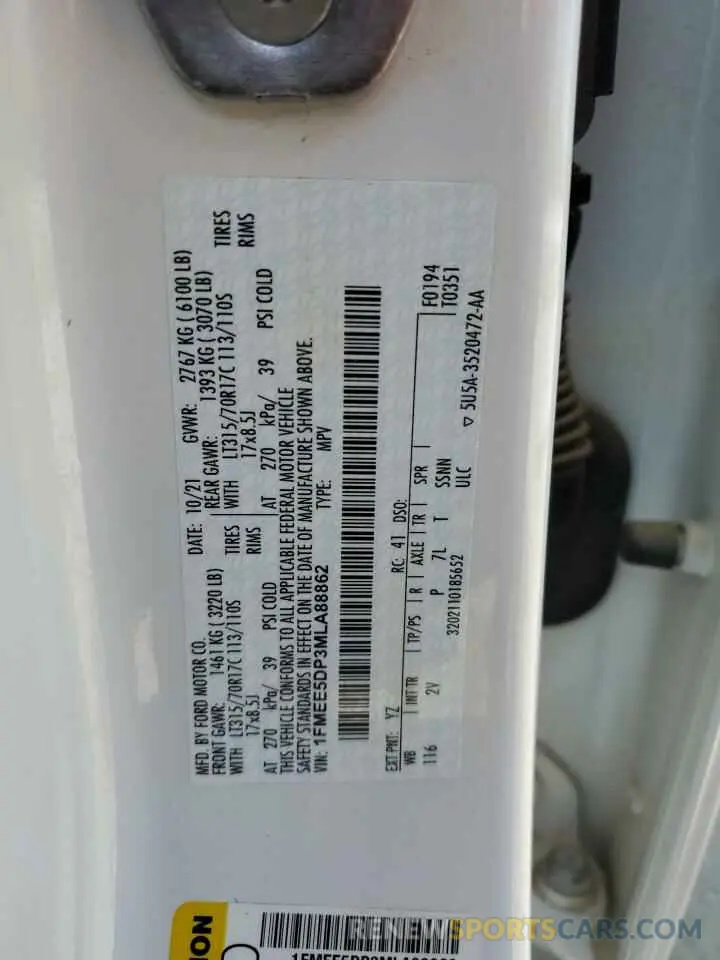 MFD. BY FORD MOTOR CO.
DATE: 10/21 GVWR: 2767 KG ( 6100 LB)
FRONT GAWR: 1461 KG ( 3220 LB) REAR GAWR: 1393 KG ( 3070 LB)
WITH LT315/70R17C 113/110S TIRES WITH LT315/70R17C 113/110S TIRES
17x8.5J RIMS 17x8.5J RIMS
AT 270 kPa/ 39 PSI COLD AT 270 kPa/ 39 PSI COLD
THIS VEHICLE CONFORMS TO ALL APPLICABLE FEDERAL MOTOR VEHICLE
SAFETY STANDARDS IN EFFECT ON THE DATE OF MANUFACTURE SHOWN ABOVE.
VIN: 1FMEE5DP3MLA88862 TYPE: MPV
EXT PNT: YZ RC: 41 DSO: F0194
WB INT TR TP/PS R AXLE TR SPR T0351
116 2V P 7L T SSNN
3202110185652 ULC ▽ 5U5A-3520472-AA
RENEWSPORTSCARS.COM